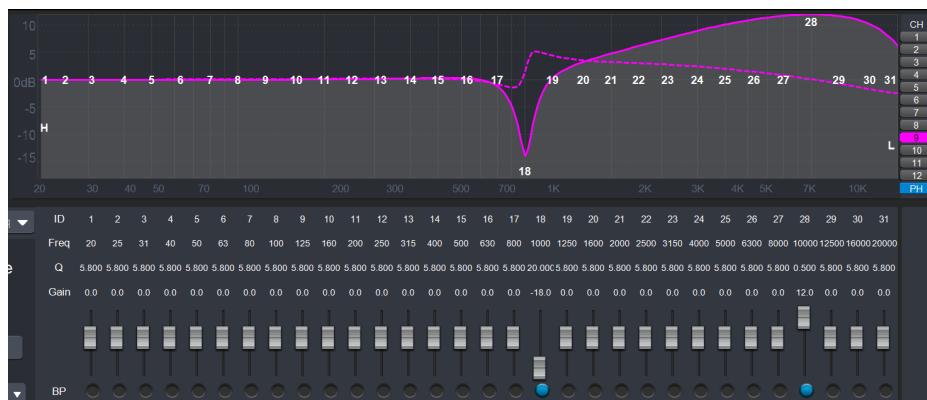 10
5
0dB
-5
-10
-15
28
1 2 3 4 5 6 7 8 9 10 11 12 13 14 15 16 17 19 20 21 22 23 24 25 26 27 29 30 31
H
L
18
20 30 40 50 70 100 200 300 400 500 700 1K 2K 3K 4K 5K 7K 10K
CH
1
2
3
4
5
6
7
8
9
10
11
12
PH
ID 1 2 3 4 5 6 7 8 9 10 11 12 13 14 15 16 17 18 19 20 21 22 23 24 25 26 27 28 29 30 31
Freq 20 25 31 40 50 63 80 100 125 160 200 250 315 400 500 630 800 1000 1250 1600 2000 2500 3150 4000 5000 6300 8000 10000 12500 16000 20000
Q 5.800 5.800 5.800 5.800 5.800 5.800 5.800 5.800 5.800 5.800 5.800 5.800 5.800 5.800 5.800 5.800 5.800 20.000 5.800 5.800 5.800 5.800 5.800 5.800 5.800 5.800 5.800 0.500 5.800 5.800 5.800
Gain 0.0 0.0 0.0 0.0 0.0 0.0 0.0 0.0 0.0 0.0 0.0 0.0 0.0 0.0 0.0 0.0 0.0 -18.0 0.0 0.0 0.0 0.0 0.0 0.0 0.0 0.0 0.0 12.0 0.0 0.0 0.0
BP